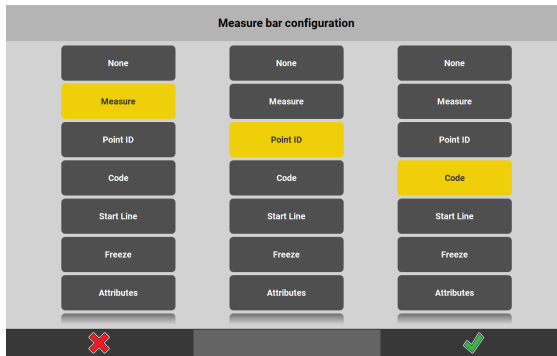 Measure bar configuration
None None None
Measure Measure Measure
Point ID Point ID Point ID
Code Code Code
Start Line Start Line Start Line
Freeze Freeze Freeze
Attributes Attributes Attributes